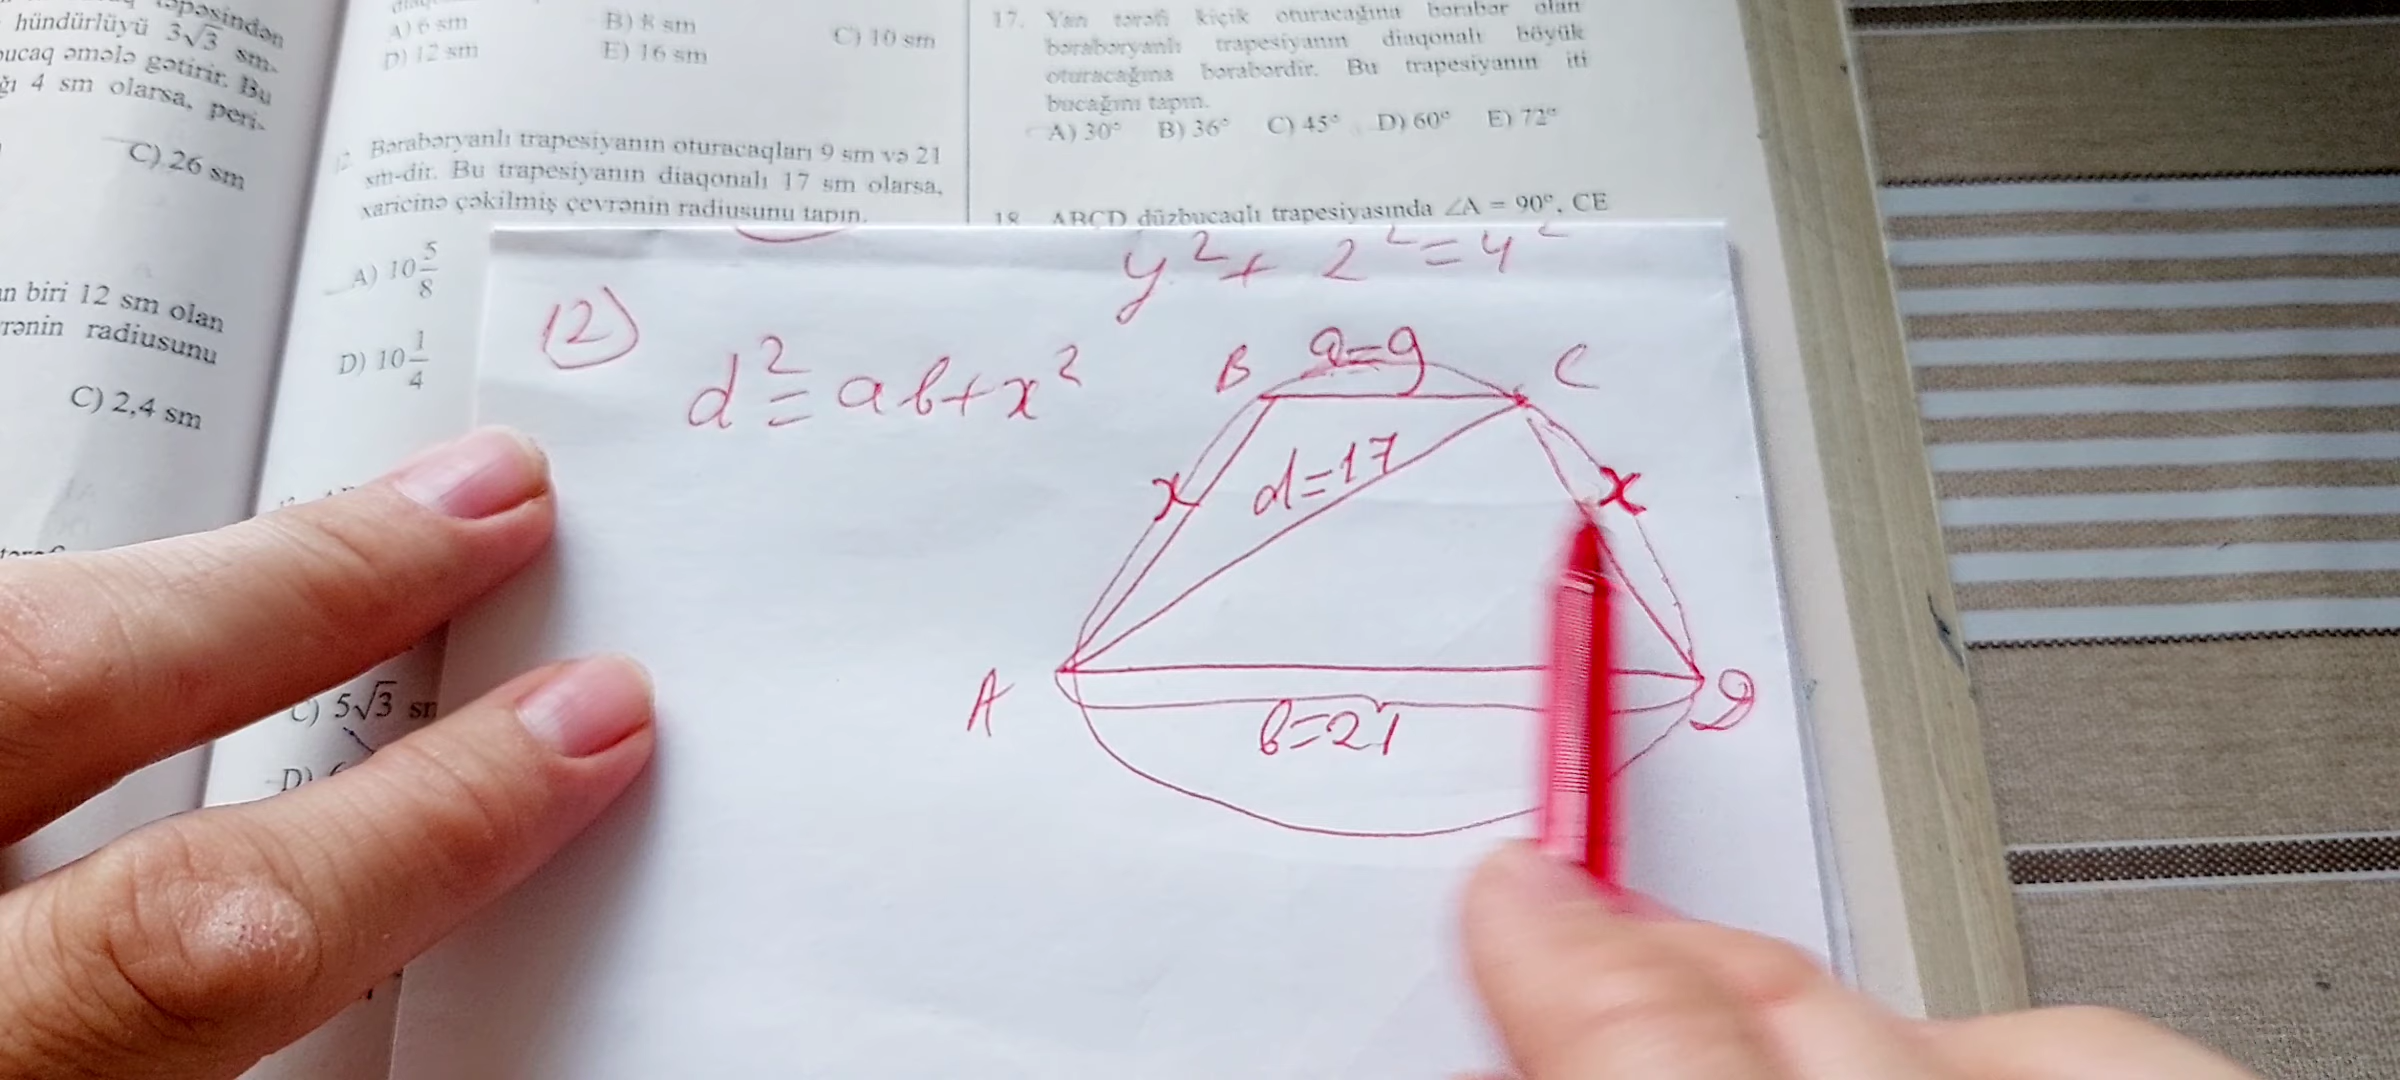 təpəsindən
hündürlüyü 3√3 sm-
bucaq əmələ gətirir. Bu
ğı 4 sm olarsa, peri-
C) 26 sm
n biri 12 sm olan
rənin radiusunu
C) 2,4 sm
A) 6 sm B) 8 sm C) 10 sm
D) 12 sm E) 16 sm
12. Bərabəryanlı trapesiyanın oturacaqları 9 sm və 21
sm-dir. Bu trapesiyanın diaqonalı 17 sm olarsa,
xaricinə çəkilmiş çevrənin radiusunu tapın.
A) 10 5/8
D) 10 1/4
C) 5√3 sm
D)
17. Yan tərəfi kiçik oturacağına bərabər olan
bərabəryanlı trapesiyanın diaqonalı böyük
oturacağına bərabərdir. Bu trapesiyanın iti
bucağını tapın.
A) 30° B) 36° C) 45° D) 60° E) 72°
18. ABCD düzbucaqlı trapesiyasında ∠A = 90°, CE
y² + 2² = 4²
12
d² = ab + x²
B a=9 C
x d=17 x
A D
b=21